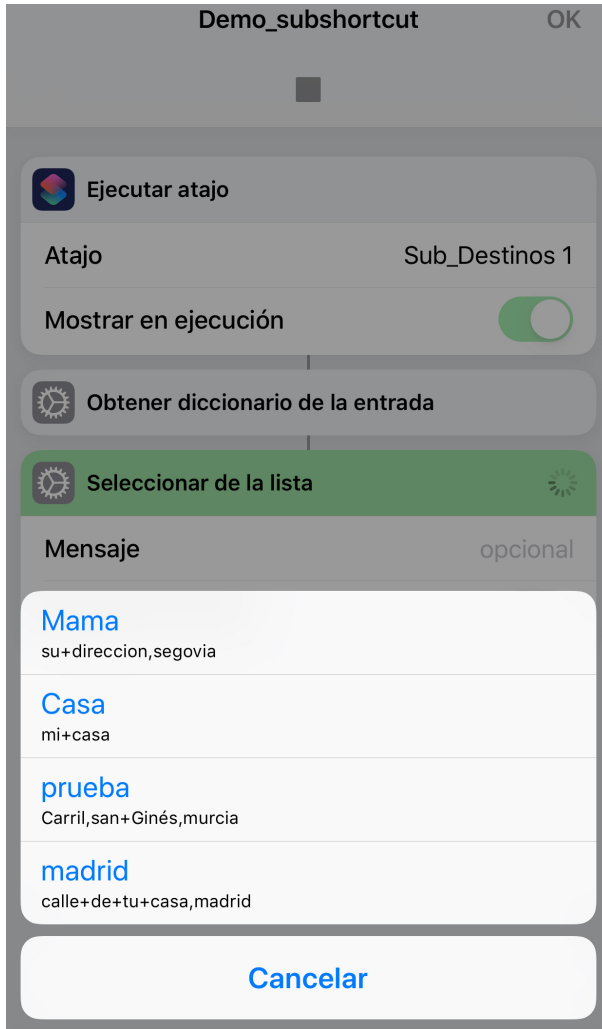 Demo_subshortcut
OK
Ejecutar atajo
Atajo
Sub_Destinos 1
Mostrar en ejecución
Obtener diccionario de la entrada
Seleccionar de la lista
Mensaje
opcional
Mama
su+direccion,segovia
Casa
mi+casa
prueba
Carril,san+Ginés,murcia
madrid
calle+de+tu+casa,madrid
Cancelar